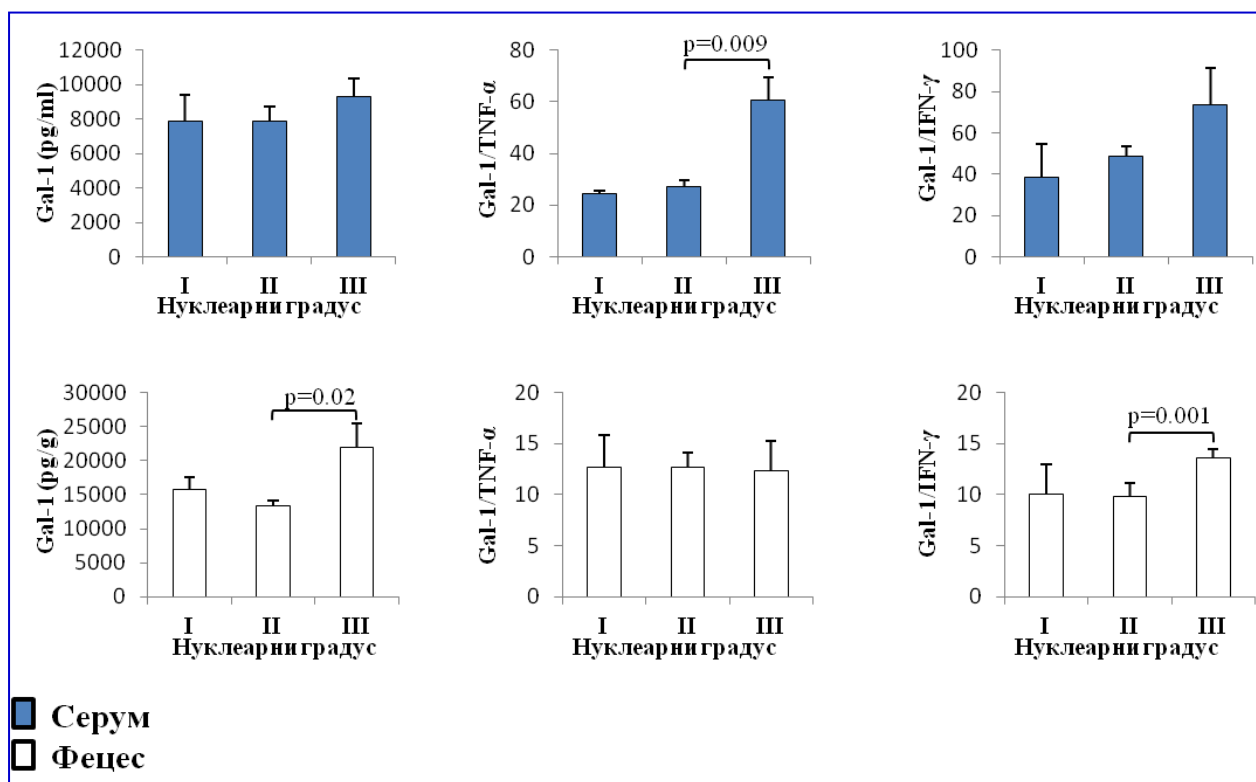 Gal-1 (pg/ml)
12000
10000
8000
6000
4000
2000
0
I II III
Нуклеарни градус
Gal-1/TNF-α
80
60
40
20
0
p=0.009
I II III
Нуклеарни градус
Gal-1/IFN-γ
100
80
60
40
20
0
I II III
Нуклеарни градус
Gal-1 (pg/g)
30000
25000
20000
15000
10000
5000
0
p=0.02
I II III
Нуклеарни градус
Gal-1/TNF-α
20
15
10
5
0
I II III
Нуклеарни градус
Gal-1/IFN-γ
20
15
10
5
0
p=0.001
I II III
Нуклеарни градус
Серум
Фецес